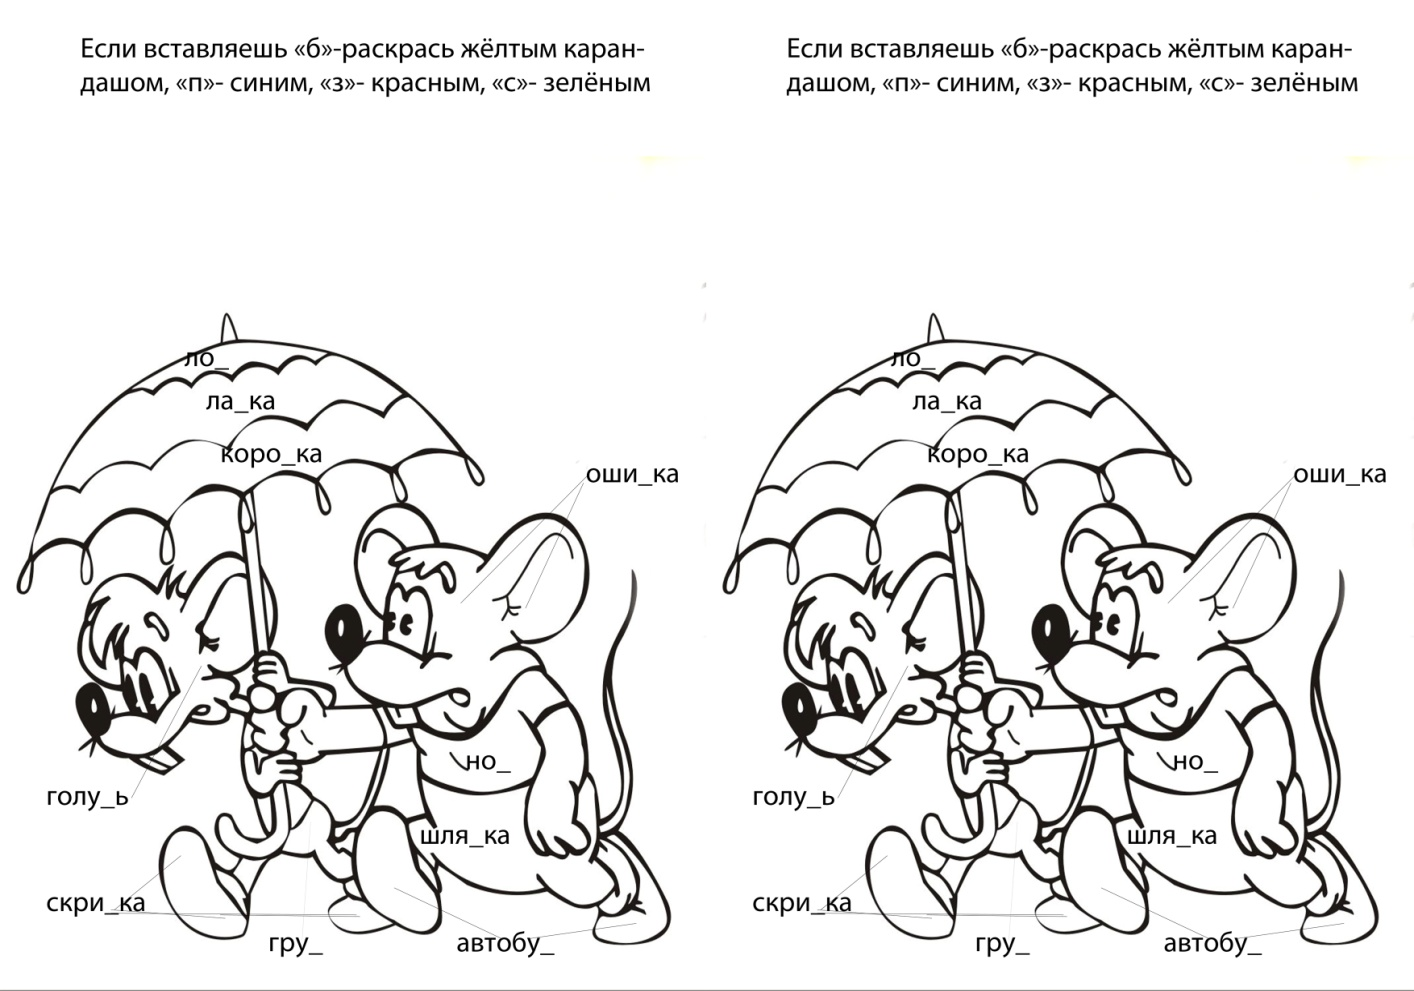 Если вставляешь «б»-раскрась жёлтым каран-
дашом, «п»- синим, «з»- красным, «с»- зелёным
ло_
ла_ка
коро_ка
оши_ка
но_
голу_ь
шля_ка
скри_ка
гру_
автобу_
Если вставляешь «б»-раскрась жёлтым каран-
дашом, «п»- синим, «з»- красным, «с»- зелёным
ло_
ла_ка
коро_ка
оши_ка
но_
голу_ь
шля_ка
скри_ка
гру_
автобу_